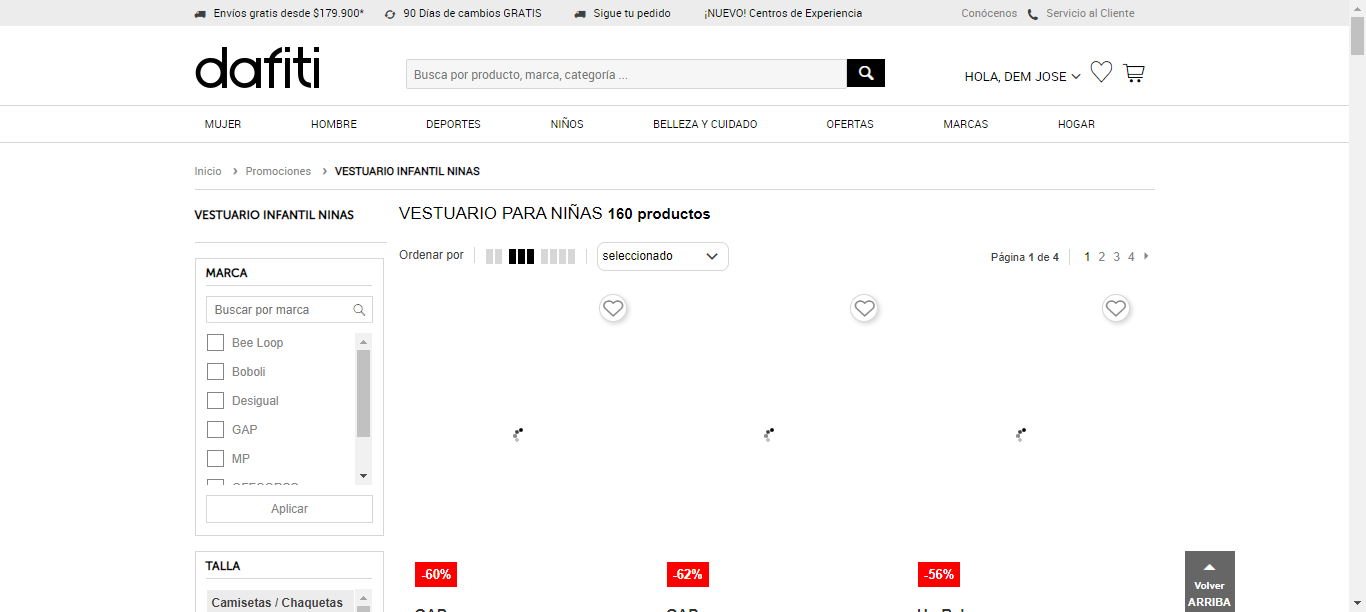 Envíos gratis desde $179.900* 90 Días de cambios GRATIS Sigue tu pedido ¡NUEVO! Centros de Experiencia Conócenos Servicio al Cliente
dafiti
Busca por producto, marca, categoría ...
HOLA, DEM JOSE
MUJER HOMBRE DEPORTES NIÑOS BELLEZA Y CUIDADO OFERTAS MARCAS HOGAR
Inicio › Promociones › VESTUARIO INFANTIL NINAS
VESTUARIO INFANTIL NINAS
VESTUARIO PARA NIÑAS 160 productos
Ordenar por seleccionado Página 1 de 4 1 2 3 4
MARCA
Buscar por marca
Bee Loop
Boboli
Desigual
GAP
MP
Aplicar
TALLA
Camisetas / Chaquetas
-60% -62% -56%
GAP GAP
Volver
ARRIBA